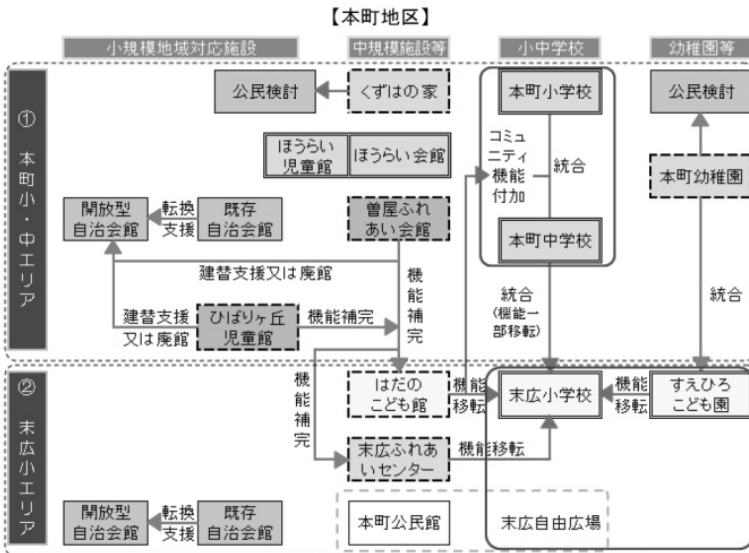 【本町地区】
小規模地域対応施設
中規模施設等
小中学校
幼稚園等
① 本町小・中エリア
公民検討
くずはの家
本町小学校
公民検討
ほうらい
児童館
ほうらい会館
コミュ
ニティ
機能
付加
統合
本町幼稚園
開放型
自治会館
転換
支援
既存
自治会館
曽屋ふれ
あい会館
本町中学校
建替支援又は廃館
機能補完
統合
(機能一
部移転)
統合
建替支援
又は廃館
ひばりヶ丘
児童館
機能補完
② 末広小エリア
機能補完
はだの
こども館
機能
移転
末広小学校
機能
移転
すえひろ
こども園
末広ふれあ
いセンター
機能移転
開放型
自治会館
転換
支援
既存
自治会館
本町公民館
末広自由広場